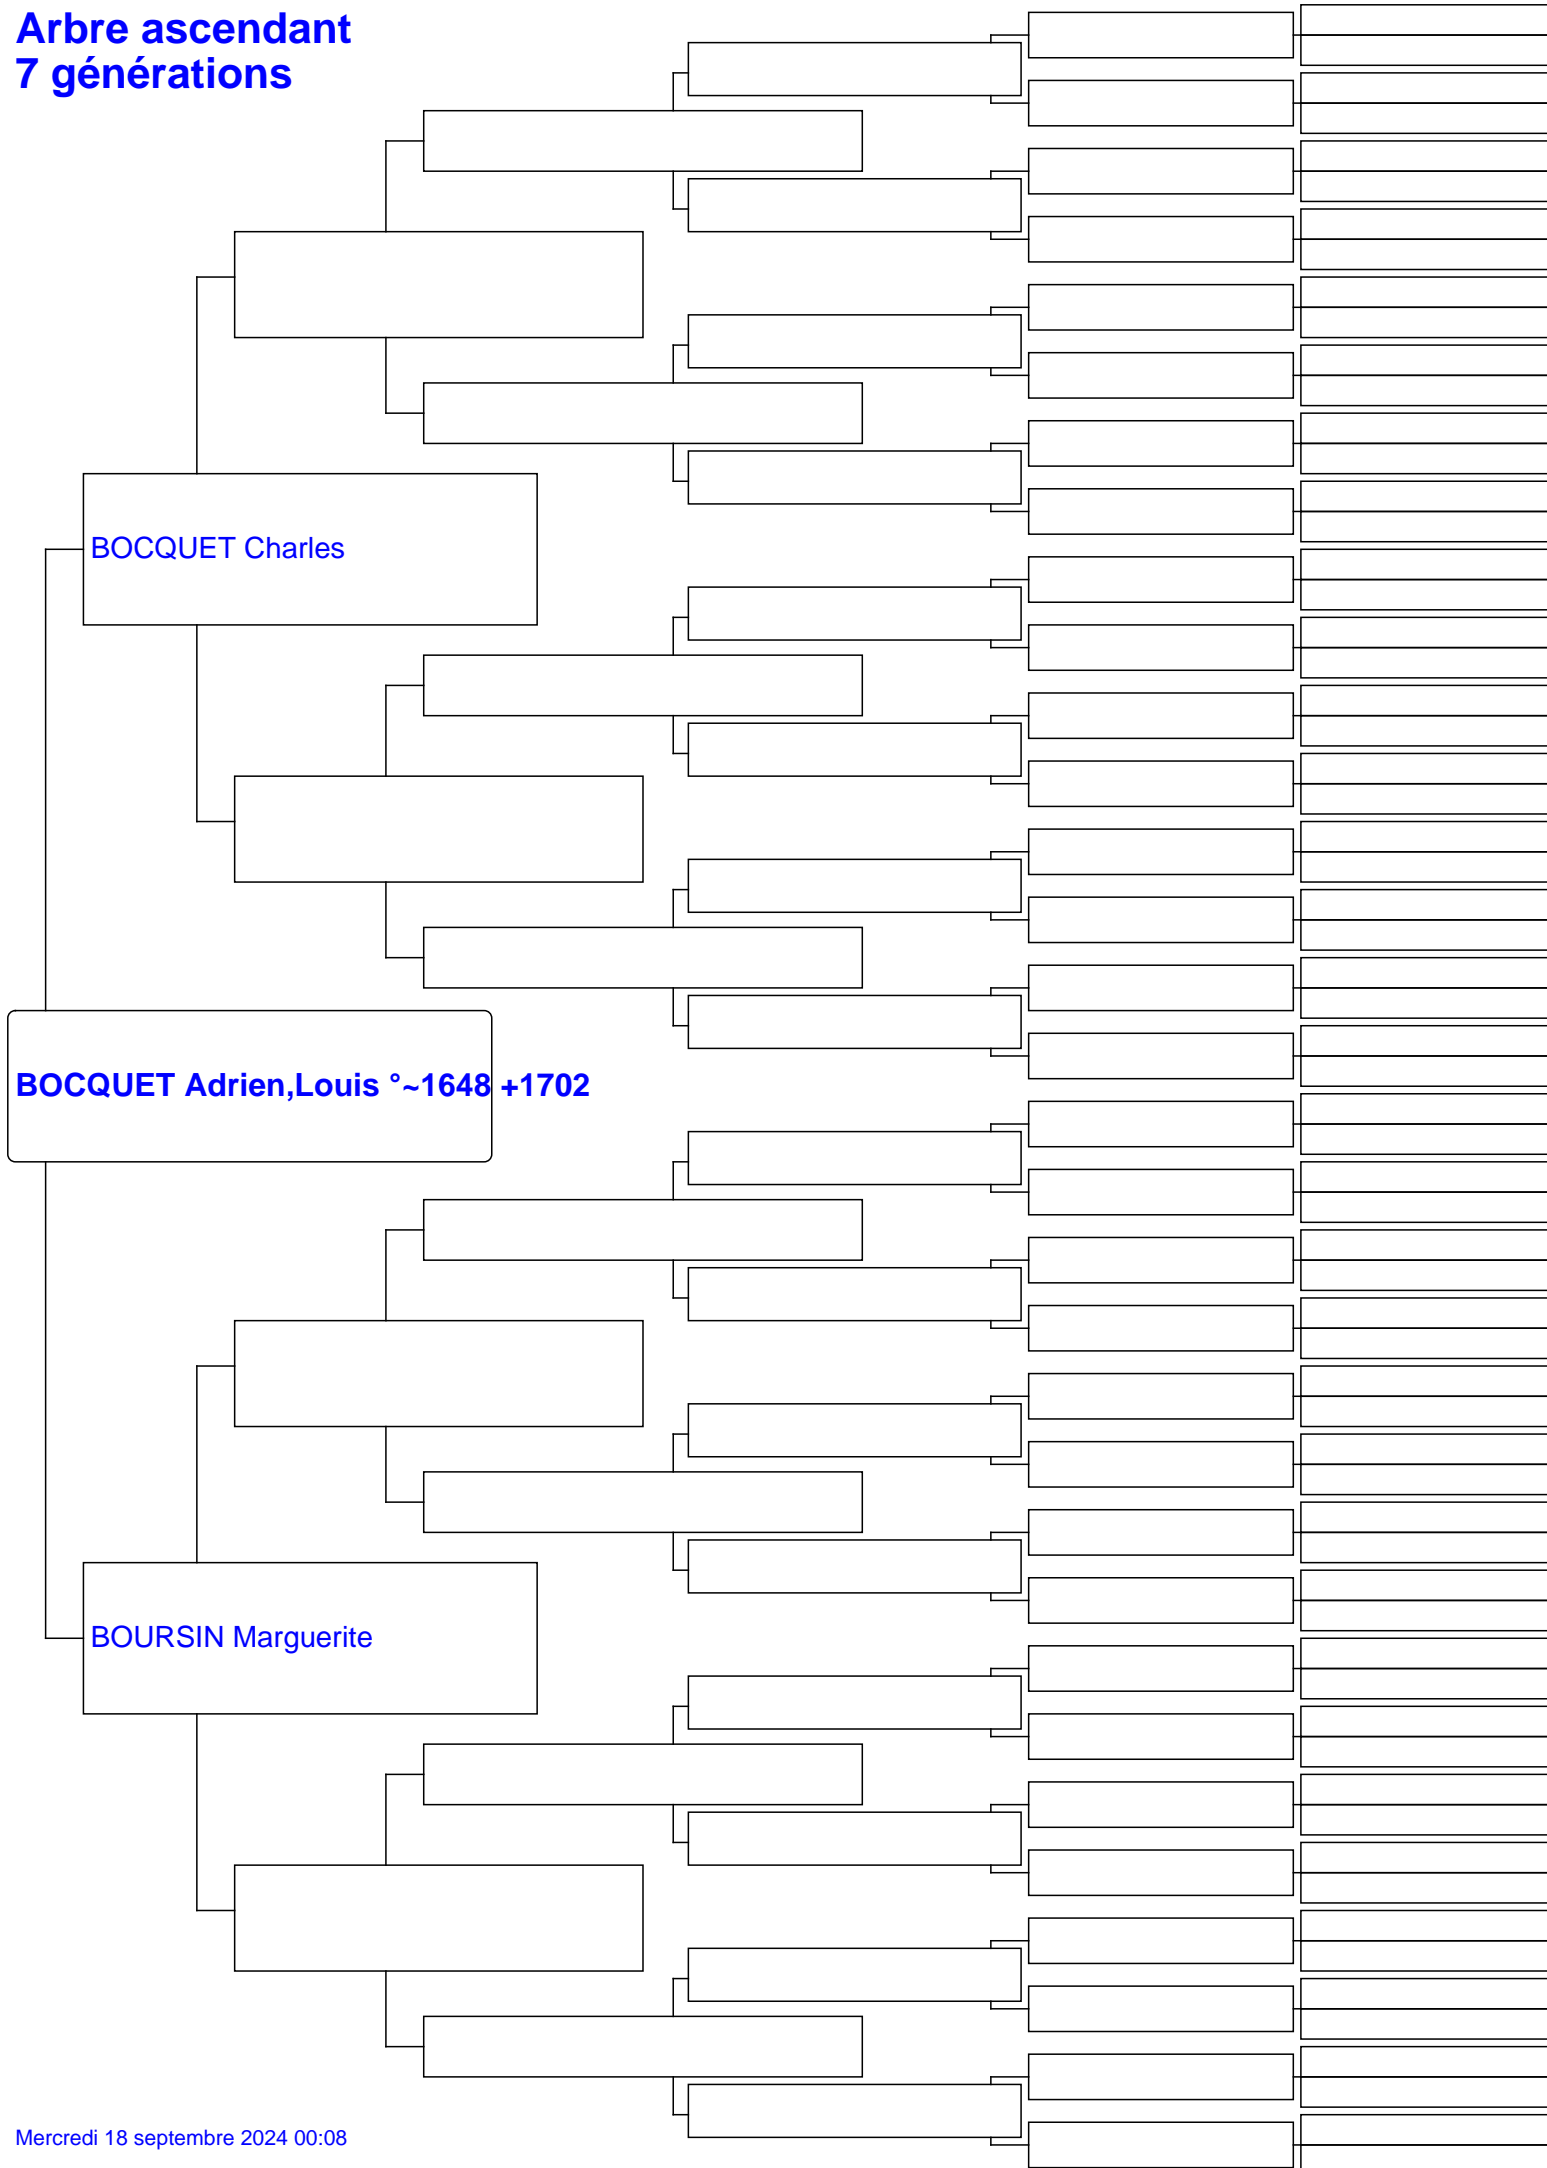 Arbre ascendant
7 générations
BOCQUET Charles
BOCQUET Adrien,Louis °~1648 +1702
BOURSIN Marguerite
Mercredi 18 septembre 2024 00:08